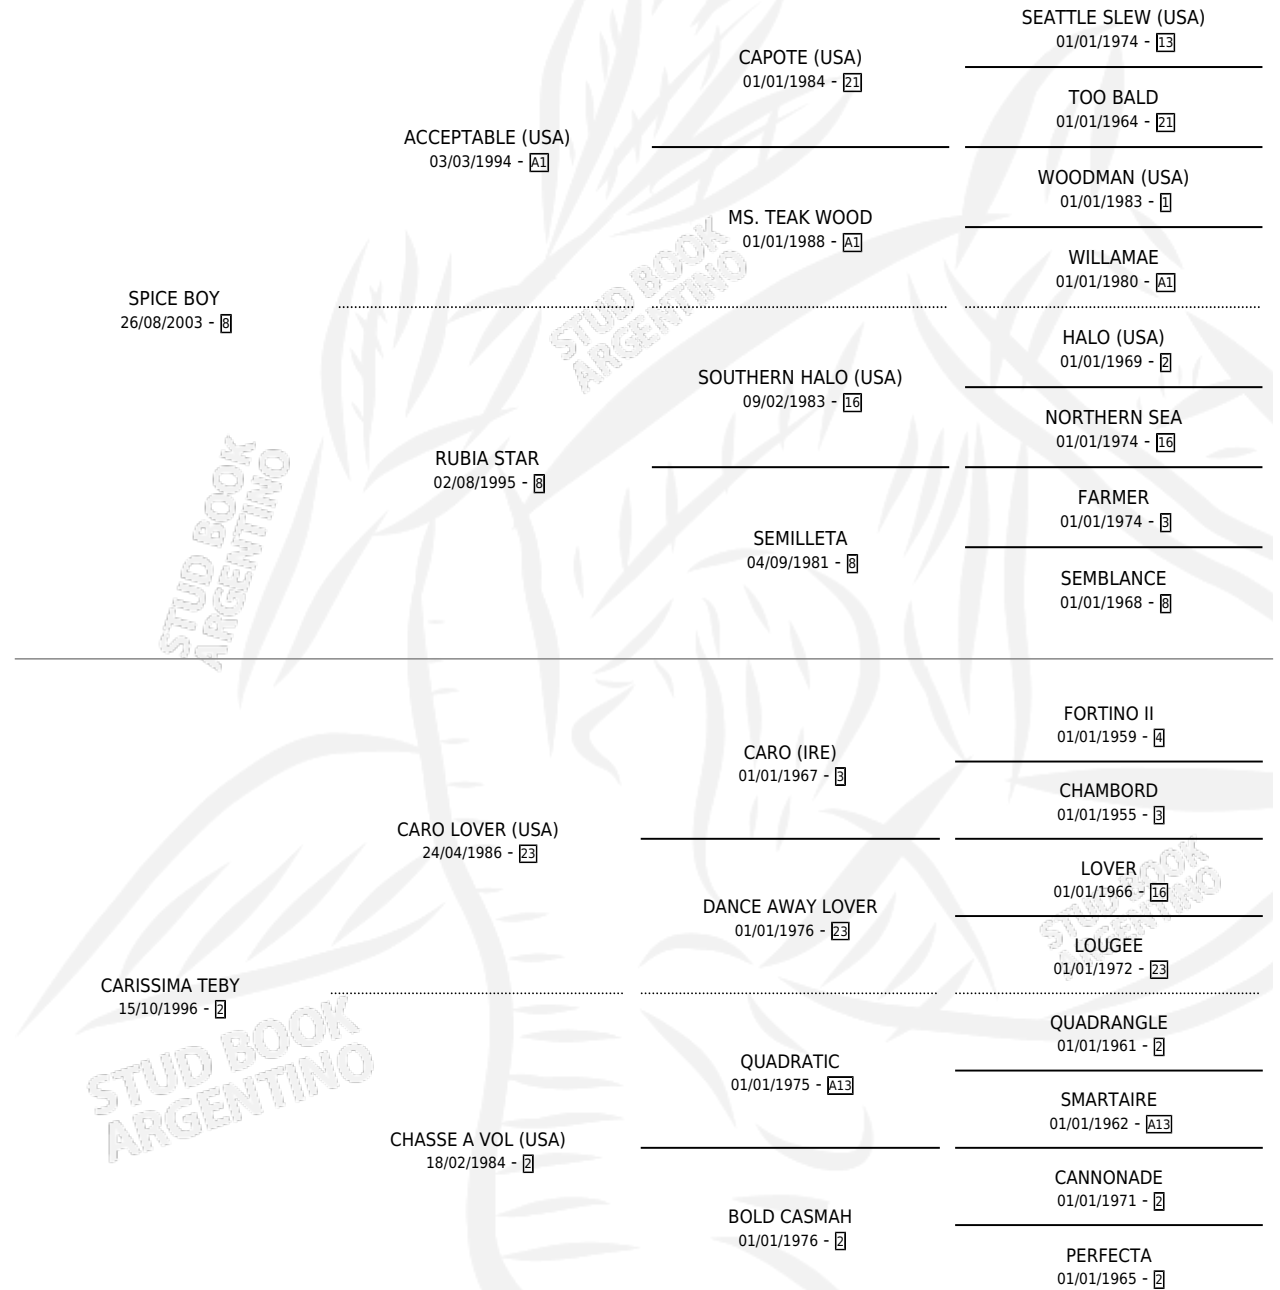 SEATTLE SLEW (USA)
01/01/1974 - 13
CAPOTE (USA)
01/01/1984 - 21
TOO BALD
01/01/1964 - 21
ACCEPTABLE (USA)
03/03/1994 - A1
WOODMAN (USA)
01/01/1983 - 1
MS. TEAK WOOD
01/01/1988 - A1
WILLAMAE
01/01/1980 - A1
SPICE BOY
26/08/2003 - 8
HALO (USA)
01/01/1969 - 2
SOUTHERN HALO (USA)
09/02/1983 - 16
NORTHERN SEA
01/01/1974 - 16
RUBIA STAR
02/08/1995 - 8
FARMER
01/01/1974 - 3
SEMILLETA
04/09/1981 - 8
SEMBLANCE
01/01/1968 - 8
FORTINO II
01/01/1959 - 4
CARO (IRE)
01/01/1967 - 3
CHAMBORD
01/01/1955 - 3
CARO LOVER (USA)
24/04/1986 - 23
LOVER
01/01/1966 - 16
DANCE AWAY LOVER
01/01/1976 - 23
LOUGEE
01/01/1972 - 23
CARISSIMA TEBY
15/10/1996 - 2
QUADRANGLE
01/01/1961 - 2
QUADRATIC
01/01/1975 - A13
SMARTAIRE
01/01/1962 - A13
CHASSE A VOL (USA)
18/02/1984 - 2
CANNONADE
01/01/1971 - 2
BOLD CASMAH
01/01/1976 - 2
PERFECTA
01/01/1965 - 2
STUD BOOK
ARGENTINO
STUD BOOK
ARGENTINO
STUD BOOK
ARGENTINO
STUD BOOK
ARGENTINO